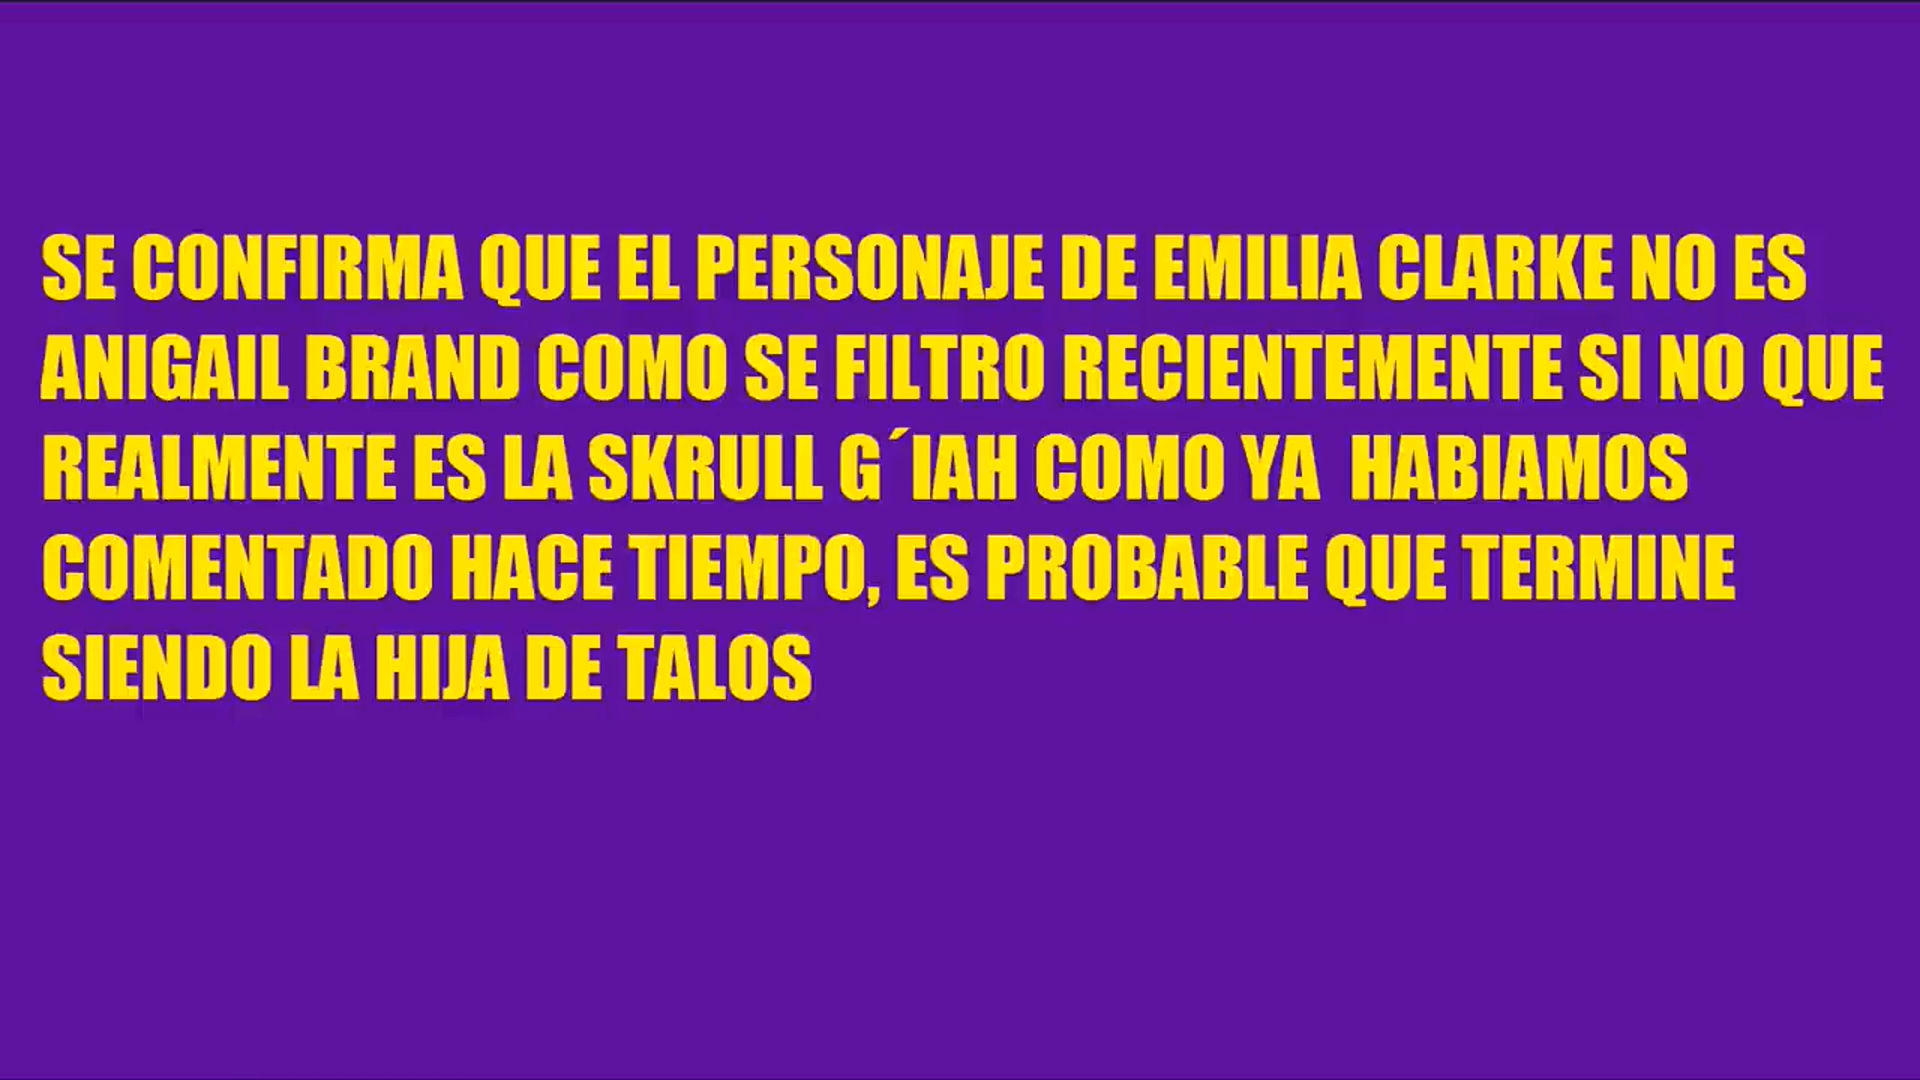 SE CONFIRMA QUE EL PERSONAJE DE EMILIA CLARKE NO ES
ANIGAIL BRAND COMO SE FILTRO RECIENTEMENTE SI NO QUE
REALMENTE ES LA SKRULL G´IAH COMO YA  HABIAMOS
COMENTADO HACE TIEMPO, ES PROBABLE QUE TERMINE
SIENDO LA HIJA DE TALOS